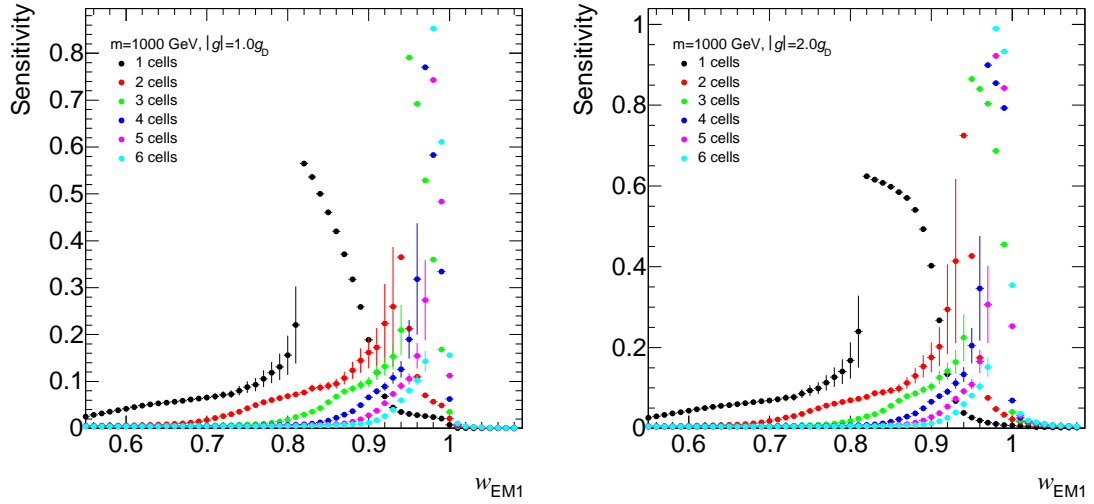 Sensitivity
m=1000 GeV, |g|=1.0g_D
1 cells
2 cells
3 cells
4 cells
5 cells
6 cells
0.8
0.7
0.6
0.5
0.4
0.3
0.2
0.1
0
0.6 0.7 0.8 0.9 1
w_EM1
Sensitivity
m=1000 GeV, |g|=2.0g_D
1 cells
2 cells
3 cells
4 cells
5 cells
6 cells
1
0.8
0.6
0.4
0.2
0
0.6 0.7 0.8 0.9 1
w_EM1